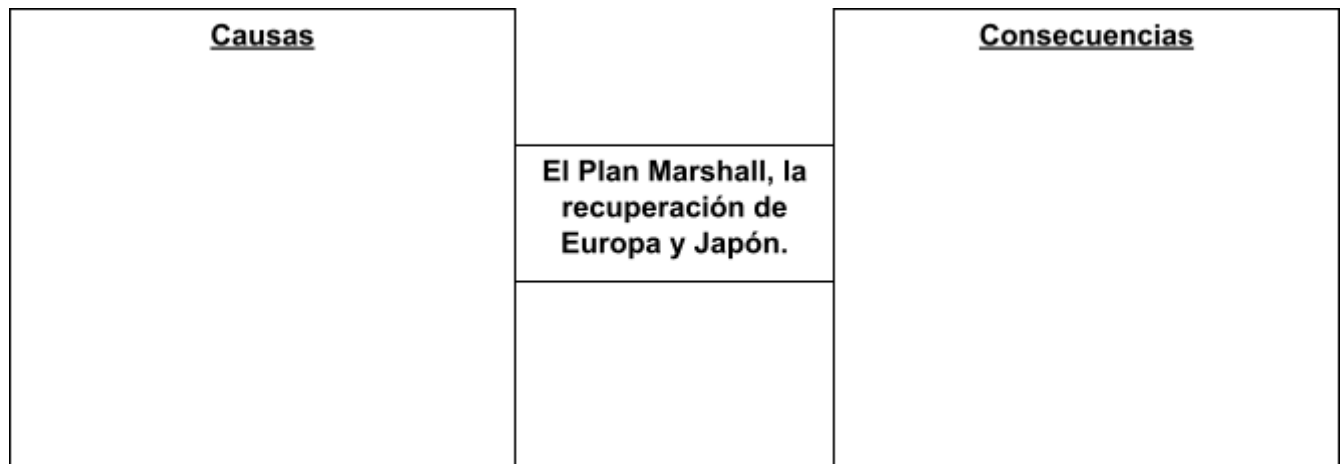 Causas
El Plan Marshall, la
recuperación de
Europa y Japón.
Consecuencias